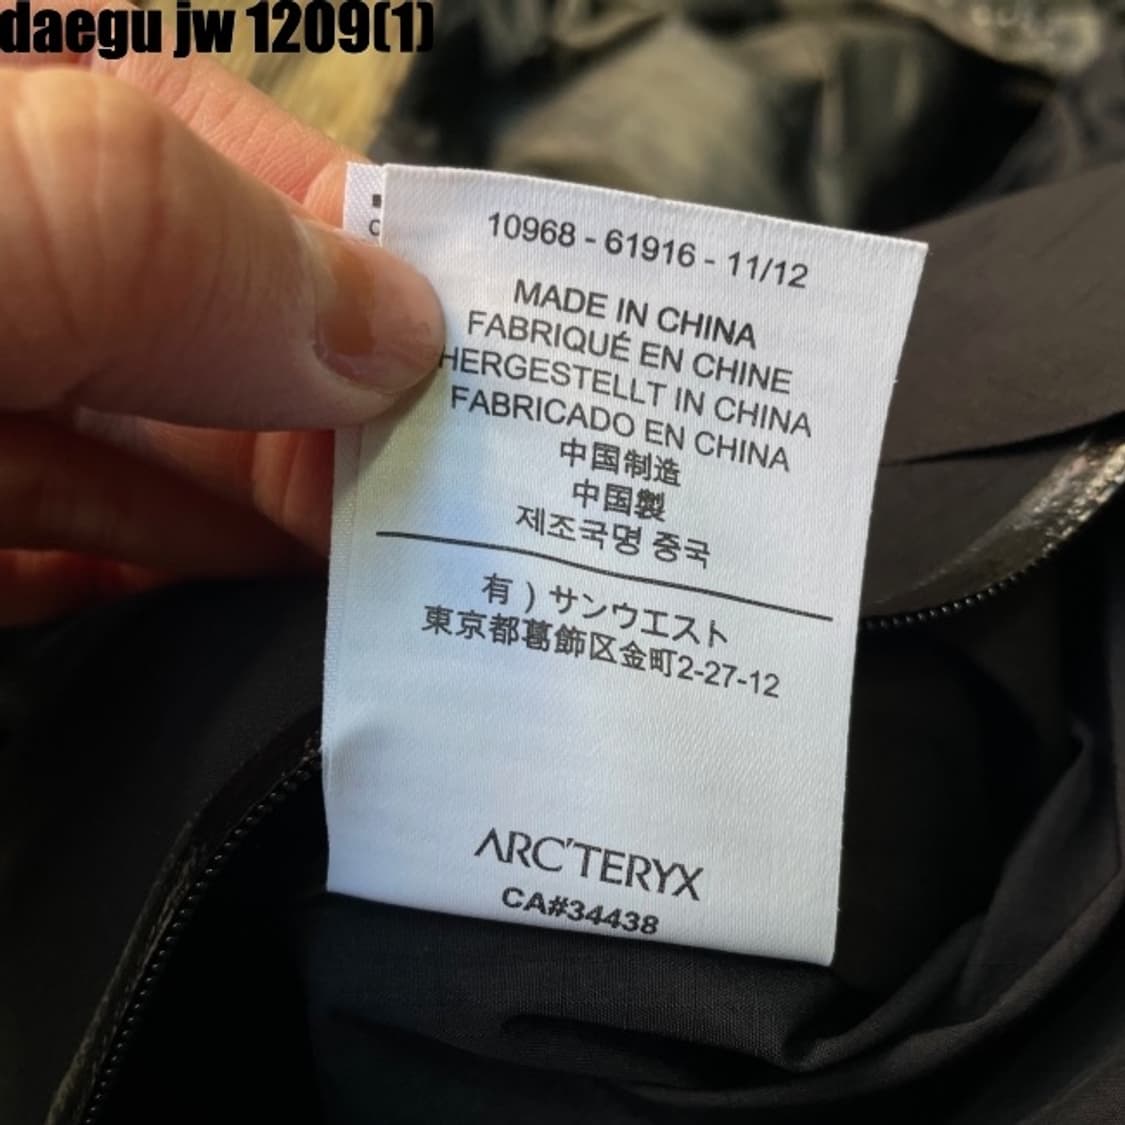 daegu jw 1209(1)
10968 - 61916 - 11/12
MADE IN CHINA
FABRIQUÉ EN CHINE
HERGESTELLT IN CHINA
FABRICADO EN CHINA
中国制造
中国製
제조국명 중국
有 ) サンウエスト
東京都葛飾区金町2-27-12
ARC'TERYX
CA#34438